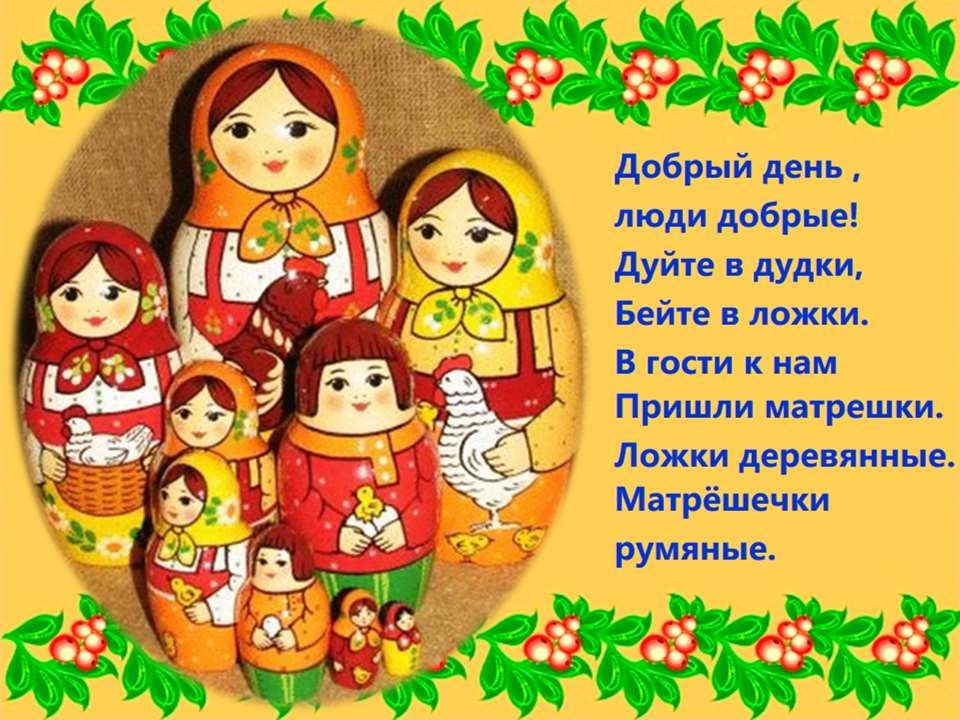 Добрый день ,
люди добрые!
Дуйте в дудки,
Бейте в ложки.
В гости к нам
Пришли матрешки.
Ложки деревянные.
Матрёшечки
румяные.